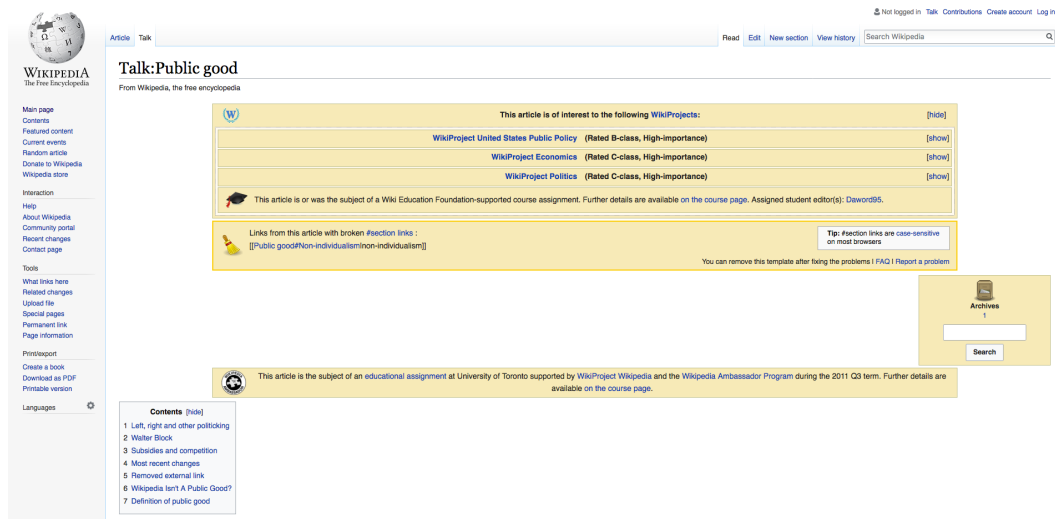 Not logged in Talk Contributions Create account Log in
Article Talk Read Edit New section View history Search Wikipedia
WIKIPEDIA
The Free Encyclopedia
Talk:Public good
From Wikipedia, the free encyclopedia
Main page
Contents
Featured content
Current events
Random article
Donate to Wikipedia
Wikipedia store
Interaction
Help
About Wikipedia
Community portal
Recent changes
Contact page
Tools
What links here
Related changes
Upload file
Special pages
Permanent link
Page information
Print/export
Create a book
Download as PDF
Printable version
Languages
This article is of interest to the following WikiProjects: [hide]
WikiProject United States Public Policy (Rated B-class, High-importance) [show]
WikiProject Economics (Rated C-class, High-importance) [show]
WikiProject Politics (Rated C-class, High-importance) [show]
This article is or was the subject of a Wiki Education Foundation-supported course assignment. Further details are available on the course page. Assigned student editor(s): Daword95.
Links from this article with broken #section links :
[[Public good#Non-individualism|non-individualism]]
Tip: #section links are case-sensitive
on most browsers
You can remove this template after fixing the problems | FAQ | Report a problem
Archives
1
Search
This article is the subject of an educational assignment at University of Toronto supported by WikiProject Wikipedia and the Wikipedia Ambassador Program during the 2011 Q3 term. Further details are
available on the course page.
Contents [hide]
1 Left, right and other politicking
2 Walter Block
3 Subsidies and competition
4 Most recent changes
5 Removed external link
6 Wikipedia Isn't A Public Good?
7 Definition of public good